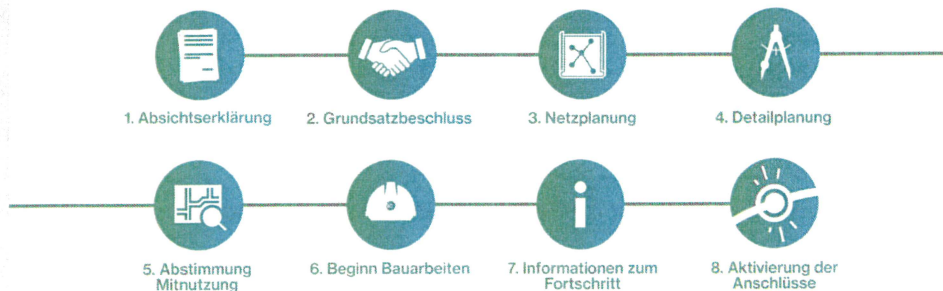 1. Absichtserklärung
2. Grundsatzbeschluss
3. Netzplanung
4. Detailplanung
5. Abstimmung
Mitnutzung
6. Beginn Bauarbeiten
7. Informationen zum
Fortschritt
8. Aktivierung der
Anschlüsse